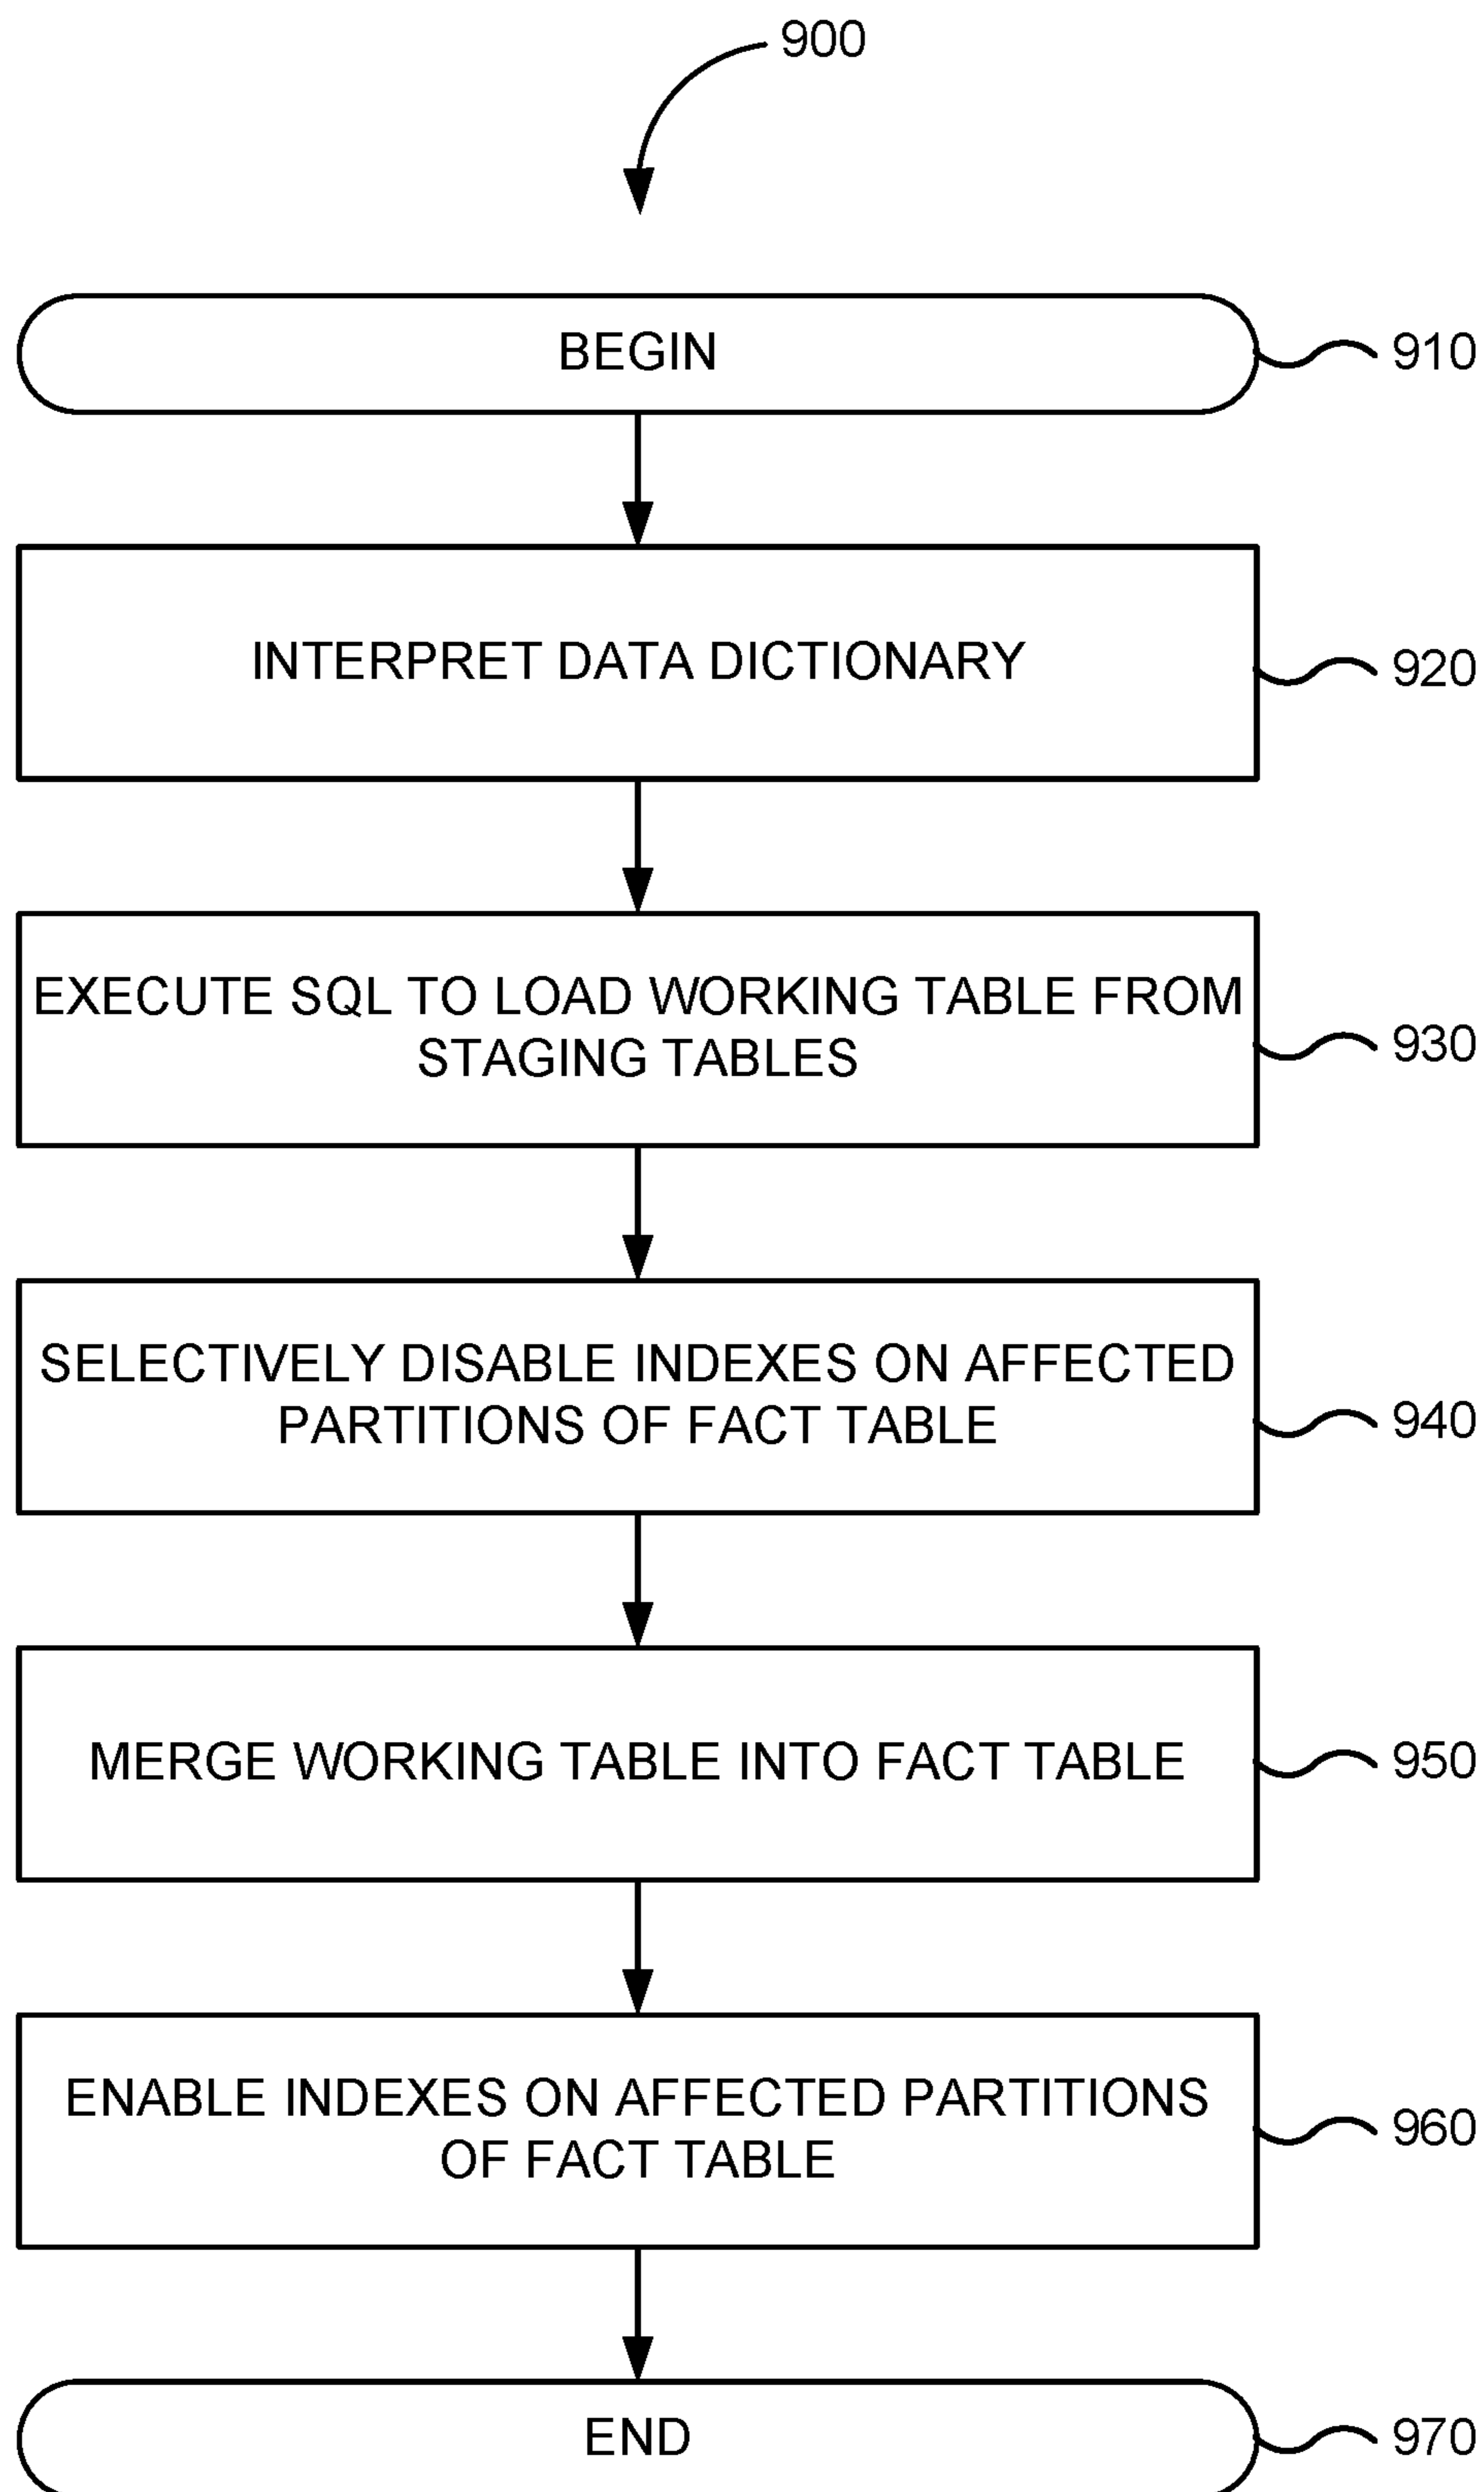 900
BEGIN
910
INTERPRET DATA DICTIONARY
920
EXECUTE SQL TO LOAD WORKING TABLE FROM
STAGING TABLES
930
SELECTIVELY DISABLE INDEXES ON AFFECTED
PARTITIONS OF FACT TABLE
940
MERGE WORKING TABLE INTO FACT TABLE
950
ENABLE INDEXES ON AFFECTED PARTITIONS
OF FACT TABLE
960
END
970